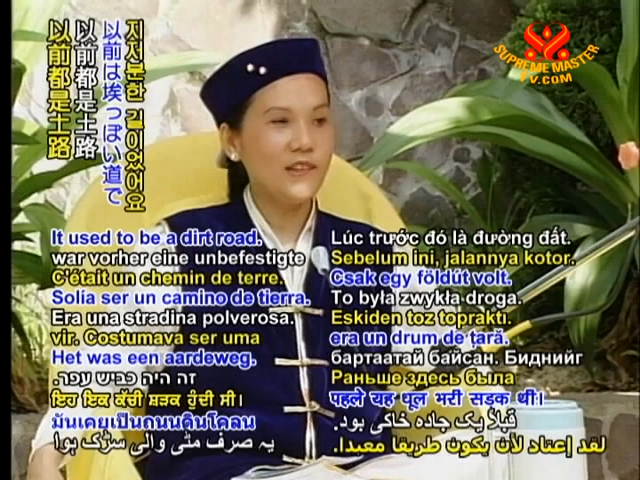 SUPREME MASTER
TV.COM
지저분한 길이었어요
以前は埃っぽい道で
以前都是土路
以前都是土路
It used to be a dirt road.
war vorher eine unbefestigte
C'était un chemin de terre.
Solía ser un camino de tierra.
Era una stradina polverosa.
vir. Costumava ser uma
Het was een aardeweg.
זה היה כביש עפר.
ਇਹ ਇਕ ਕੱਚੀ ਸ਼ੜਕ ਹੁੰਦੀ ਸੀ।
มันเคยเป็นถนนดินโคลน
یہ صرف مٹی والی سڑک ہوا
Lúc trước đó là đường đất.
Sebelum ini, jalannya kotor.
Csak egy földút volt.
To była zwykła droga.
Eskiden toz topraktı.
era un drum de ţară.
бартаатай байсан. Биднийг
Раньше здесь была
पहले यह धूल भरी सडक थी।
قبلاً یک جاده خاکی بود.
لقد إعتاد لأن يكون طريقا معبدا.